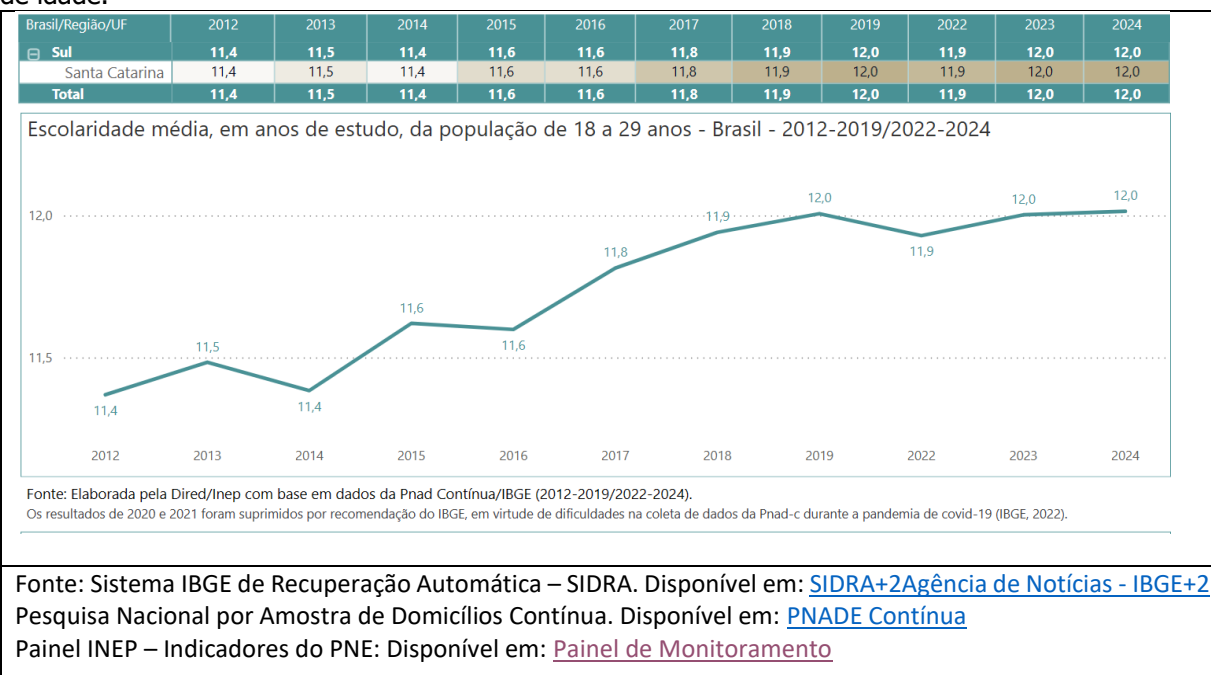 de idade.
Brasil/Região/UF 2012 2013 2014 2015 2016 2017 2018 2019 2022 2023 2024
Sul 11,4 11,5 11,4 11,6 11,6 11,8 11,9 12,0 11,9 12,0 12,0
Santa Catarina 11,4 11,5 11,4 11,6 11,6 11,8 11,9 12,0 11,9 12,0 12,0
Total 11,4 11,5 11,4 11,6 11,6 11,8 11,9 12,0 11,9 12,0 12,0
Escolaridade média, em anos de estudo, da população de 18 a 29 anos - Brasil - 2012-2019/2022-2024
12,0
11,5
11,4 11,5 11,4 11,6 11,6 11,8 11,9 12,0 11,9 12,0 12,0
2012 2013 2014 2015 2016 2017 2018 2019 2022 2023 2024
Fonte: Elaborada pela Dired/Inep com base em dados da Pnad Contínua/IBGE (2012-2019/2022-2024).
Os resultados de 2020 e 2021 foram suprimidos por recomendação do IBGE, em virtude de dificuldades na coleta de dados da Pnad-c durante a pandemia de covid-19 (IBGE, 2022).
Fonte: Sistema IBGE de Recuperação Automática – SIDRA. Disponível em: SIDRA+2Agência de Notícias - IBGE+2
Pesquisa Nacional por Amostra de Domicílios Contínua. Disponível em: PNADE Contínua
Painel INEP – Indicadores do PNE: Disponível em: Painel de Monitoramento